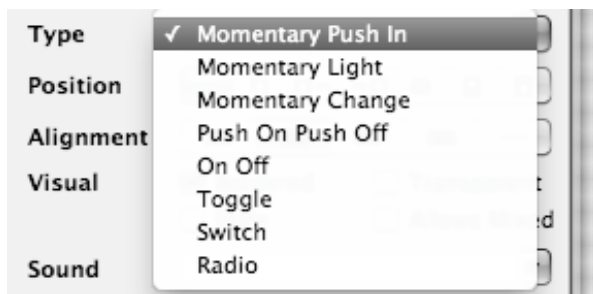 Type ✓ Momentary Push In
Momentary Light
Position
Momentary Change
Alignment Push On Push Off
On Off
Visual
Toggle
Switch
Sound Radio